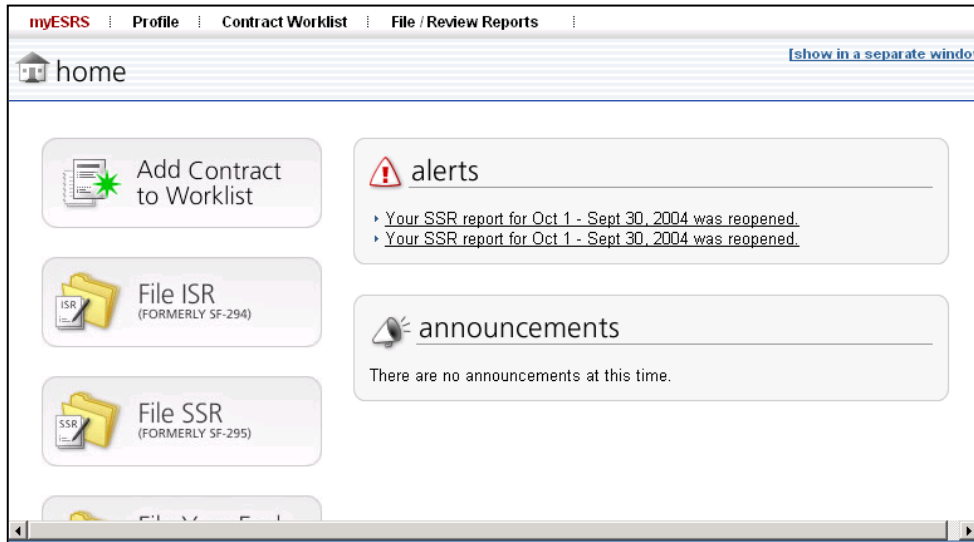 myESRS Profile Contract Worklist File / Review Reports
[show in a separate windo
home
Add Contract
to Worklist
alerts
Your SSR report for Oct 1 - Sept 30, 2004 was reopened.
Your SSR report for Oct 1 - Sept 30, 2004 was reopened.
ISR
File ISR
(FORMERLY SF-294)
announcements
There are no announcements at this time.
SSR
File SSR
(FORMERLY SF-295)